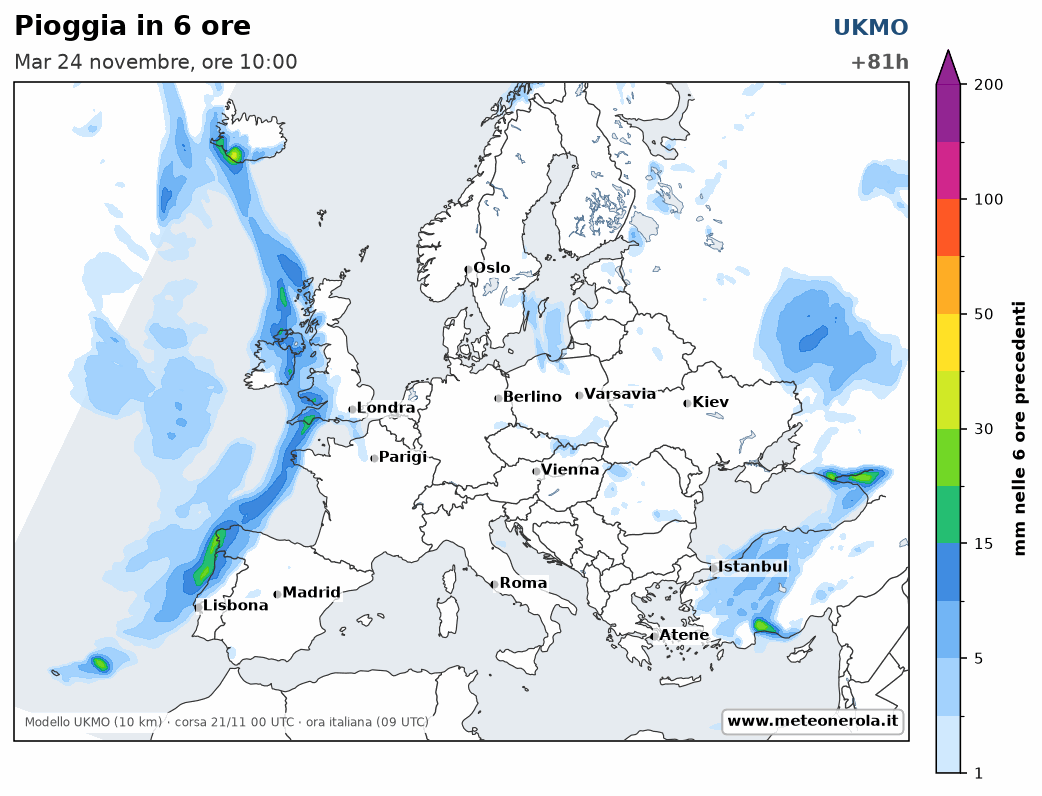 Pioggia in 6 ore
UKMO
Mar 24 novembre, ore 10:00
+81h
200
100
50
30
15
5
1
mm nelle 6 ore precedenti
Oslo
Berlino
Varsavia
Kiev
Londra
Parigi
Vienna
Istanbul
Roma
Madrid
Lisbona
Atene
Modello UKMO (10 km) · corsa 21/11 00 UTC · ora italiana (09 UTC)
www.meteonerola.it